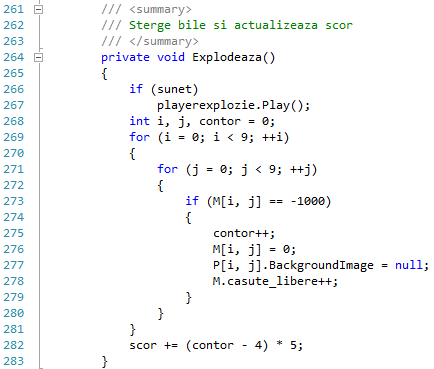 261 /// <summary>
262 /// Sterge bile si actualizeaza scor
263 /// </summary>
264 private void Explodeaza()
265 {
266 if (sunet)
267 playerexplozie.Play();
268 int i, j, contor = 0;
269 for (i = 0; i < 9; ++i)
270 {
271 for (j = 0; j < 9; ++j)
272 {
273 if (M[i, j] == -1000)
274 {
275 contor++;
276 M[i, j] = 0;
277 P[i, j].BackgroundImage = null;
278 M.casute_libere++;
279 }
280 }
281 }
282 scor += (contor - 4) * 5;
283 }